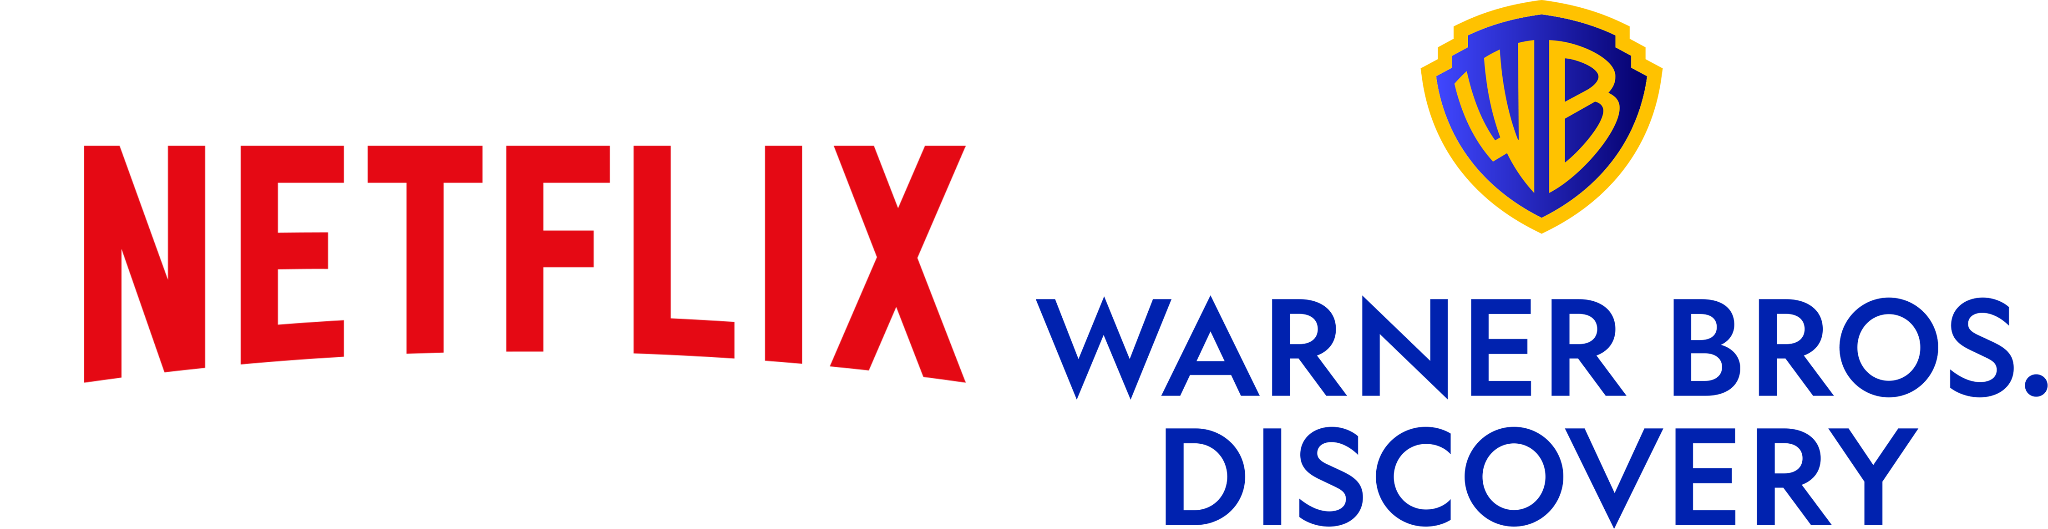 NETFLIX
WB
WARNER BROS.
DISCOVERY